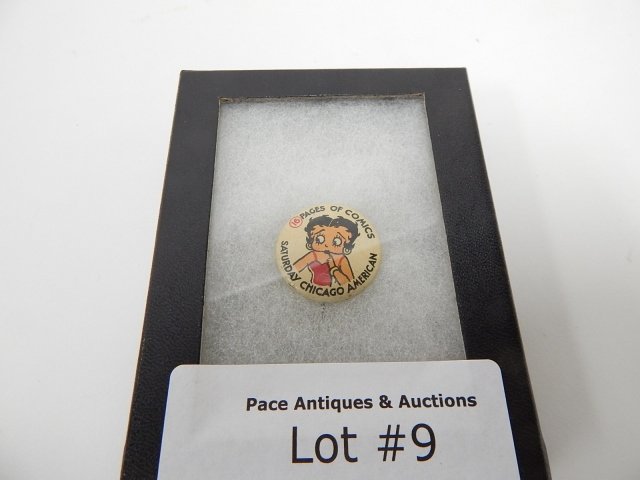 16 PAGES OF COMICS
SATURDAY CHICAGO AMERICAN
Pace Antiques & Auctions
Lot #9